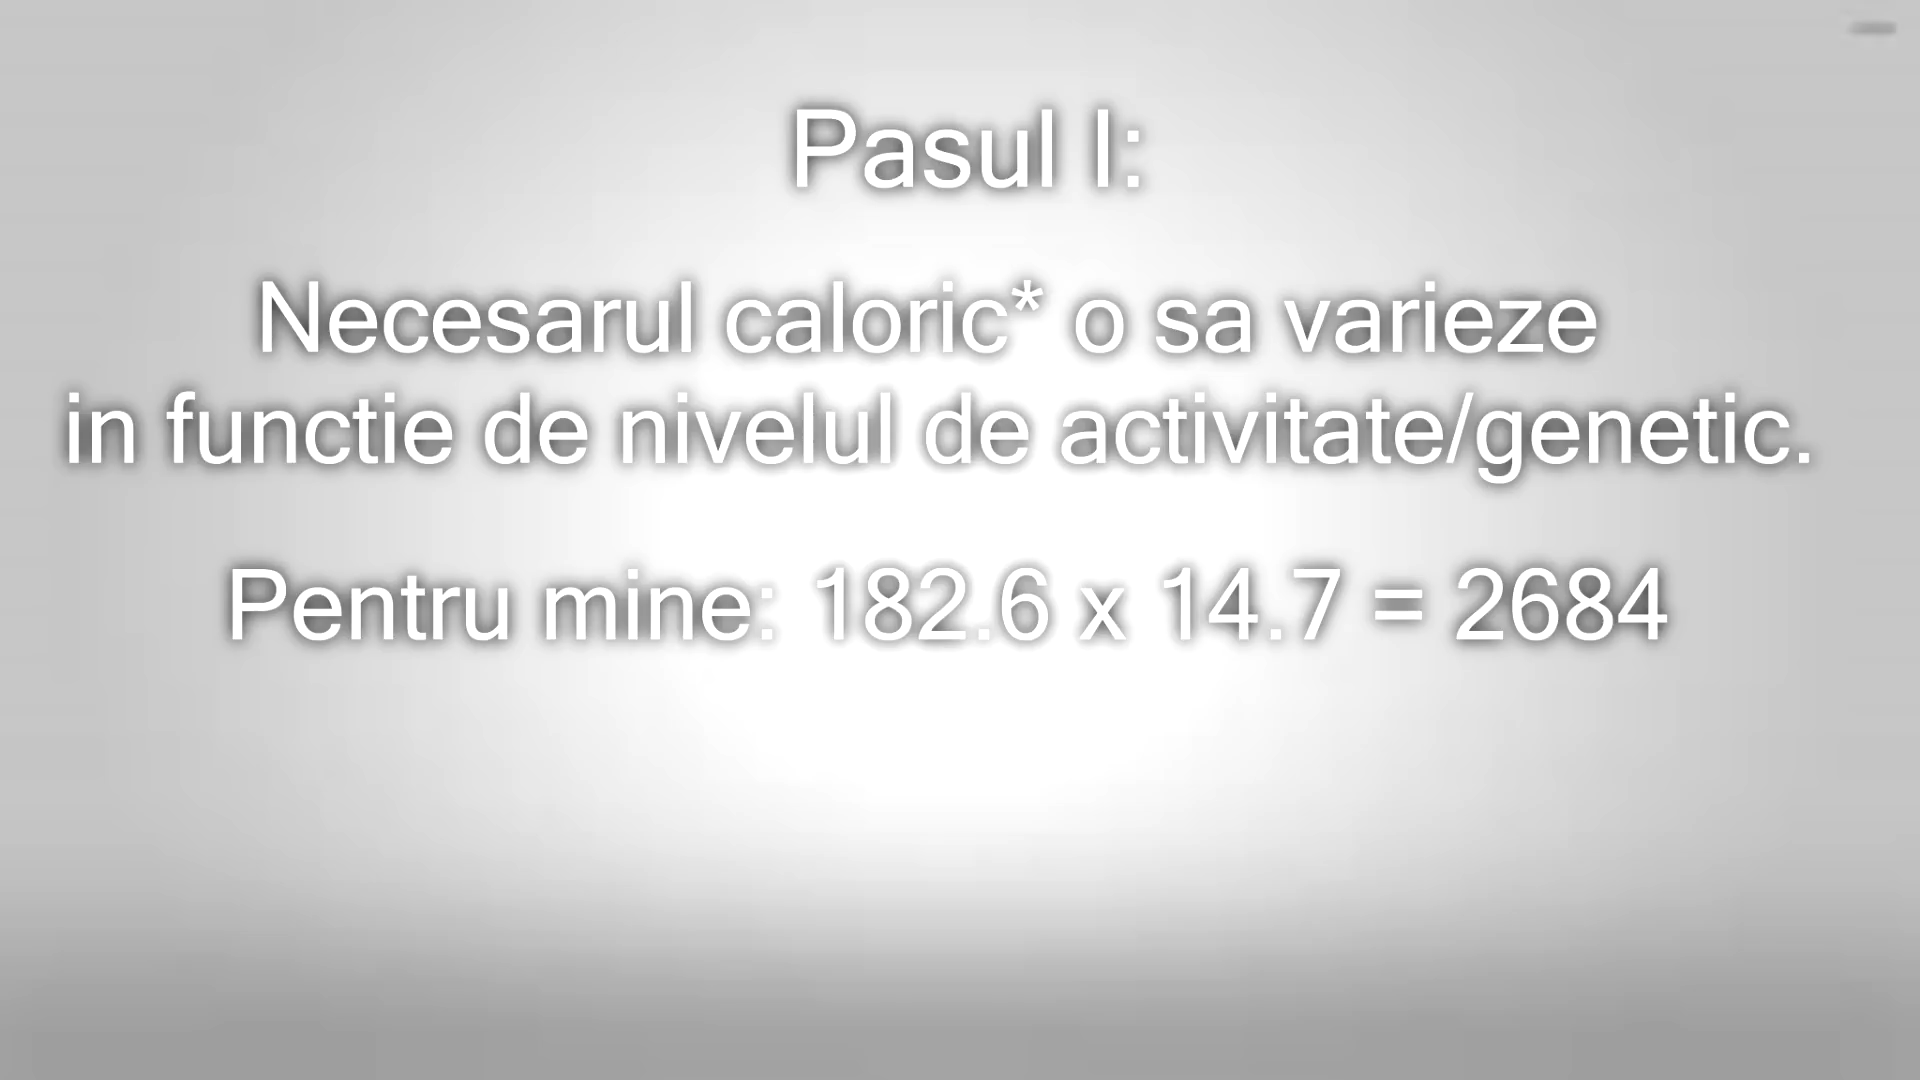 Pasul I:
Necesarul caloric* o sa varieze
in functie de nivelul de activitate/genetic.
Pentru mine: 182.6 x 14.7 = 2684